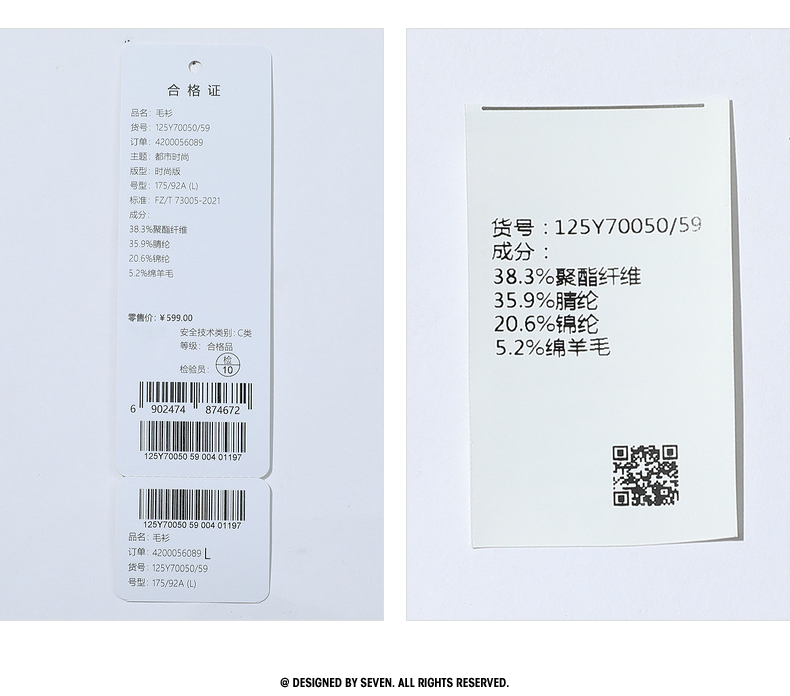 合格证
品名：毛衫
货号：125Y70050/59
订单：4200056089
主题：都市时尚
版型：时尚版
号型：175/92A (L)
标准：FZ/T 73005-2021
成分：
38.3%聚酯纤维
35.9%腈纶
20.6%锦纶
5.2%绵羊毛
零售价：￥599.00
安全技术类别：C类
等级：合格品
检验员：检10
6 902474 874672
125Y70050 59 004 01197
125Y70050 59 004 01197
品名：毛衫
订单：4200056089 L
货号：125Y70050/59
号型：175/92A (L)
货号：125Y70050/59
成分：
38.3%聚酯纤维
35.9%腈纶
20.6%锦纶
5.2%绵羊毛
@ DESIGNED BY SEVEN. ALL RIGHTS RESERVED.